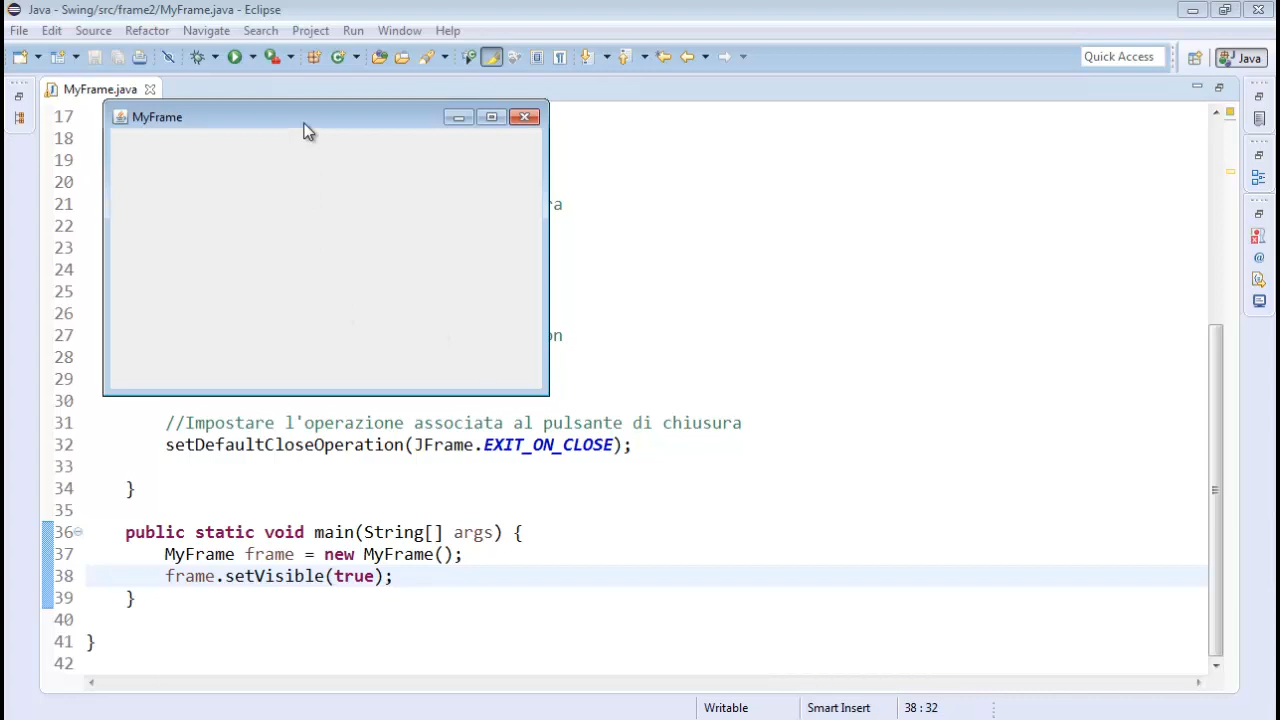 Java - Swing/src/frame2/MyFrame.java - Eclipse
File Edit Source Refactor Navigate Search Project Run Window Help
Quick Access Java
MyFrame.java
MyFrame
17
18
19
20
21 ra
22
23
24
25
26
27 on
28
29
30
31 //Impostare l'operazione associata al pulsante di chiusura
32 setDefaultCloseOperation(JFrame.EXIT_ON_CLOSE);
33
34 }
35
36 public static void main(String[] args) {
37 MyFrame frame = new MyFrame();
38 frame.setVisible(true);
39 }
40
41 }
42
Writable Smart Insert 38 : 32